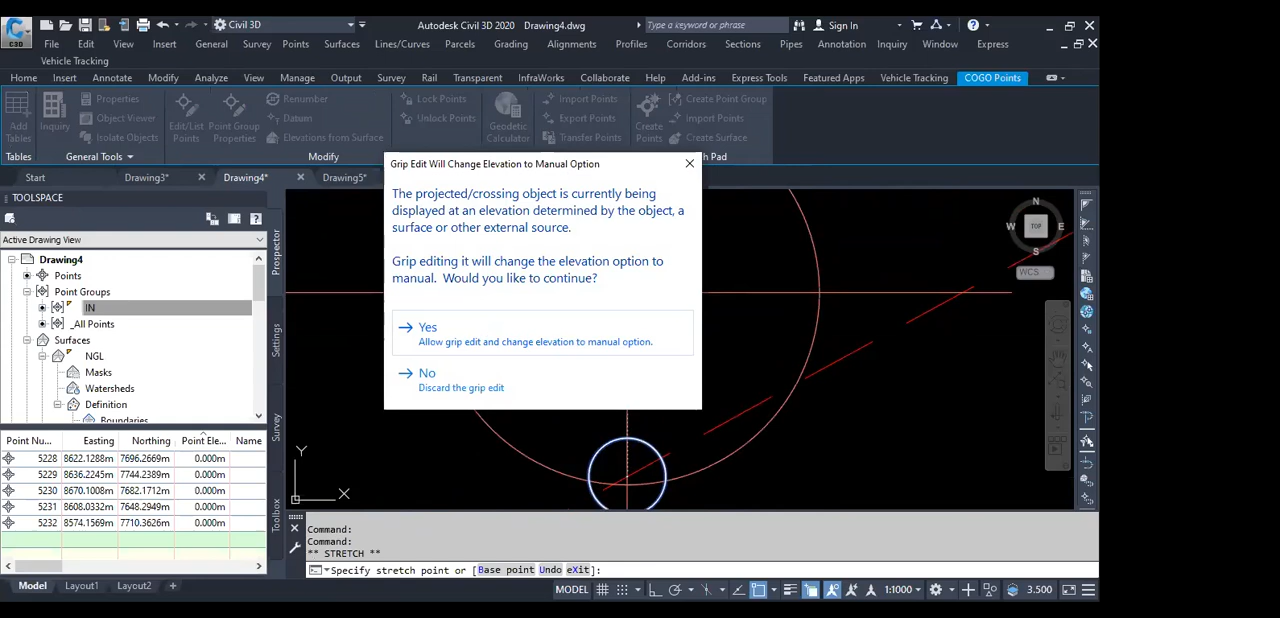 Civil 3D
Autodesk Civil 3D 2020 Drawing4.dwg
Type a keyword or phrase
Sign In
C3D
File Edit View Insert General Survey Points Surfaces Lines/Curves Parcels Grading Alignments Profiles Corridors Sections Pipes Annotation Inquiry Window Express
Vehicle Tracking
Home Insert Annotate Modify Analyze View Manage Output Survey Rail Transparent InfraWorks Collaborate Help Add-ins Express Tools Featured Apps Vehicle Tracking COGO Points
Add Tables
Inquiry
Properties
Object Viewer
Isolate Objects
Edit/List Points
Point Group Properties
Renumber
Datum
Elevations from Surface
Lock Points
Unlock Points
Geodetic Calculator
Import Points
Export Points
Transfer Points
Create Points
Create Point Group
Import Points
Create Surface
Tables General Tools Modify h Pad
Start Drawing3* Drawing4* Drawing5*
TOOLSPACE
Active Drawing View
Drawing4
Points
Point Groups
IN
_All Points
Surfaces
NGL
Masks
Watersheds
Definition
Boundaries
Prospector
Settings
Survey
Toolbox
Point Nu... Easting Northing Point Ele... Name
5228 8622.1288m 7696.2669m 0.000m
5229 8636.2245m 7744.2389m 0.000m
5230 8670.1008m 7682.1712m 0.000m
5231 8608.0332m 7648.2949m 0.000m
5232 8574.1569m 7710.3626m 0.000m
Grip Edit Will Change Elevation to Manual Option
The projected/crossing object is currently being
displayed at an elevation determined by the object, a
surface or other external source.
Grip editing it will change the elevation option to
manual. Would you like to continue?
Yes
Allow grip edit and change elevation to manual option.
No
Discard the grip edit
N
W TOP E
S
WCS
Y
X
Command:
Command:
** STRETCH **
Specify stretch point or [Base point Undo eXit]:
Model Layout1 Layout2 +
MODEL 1:1000 3.500